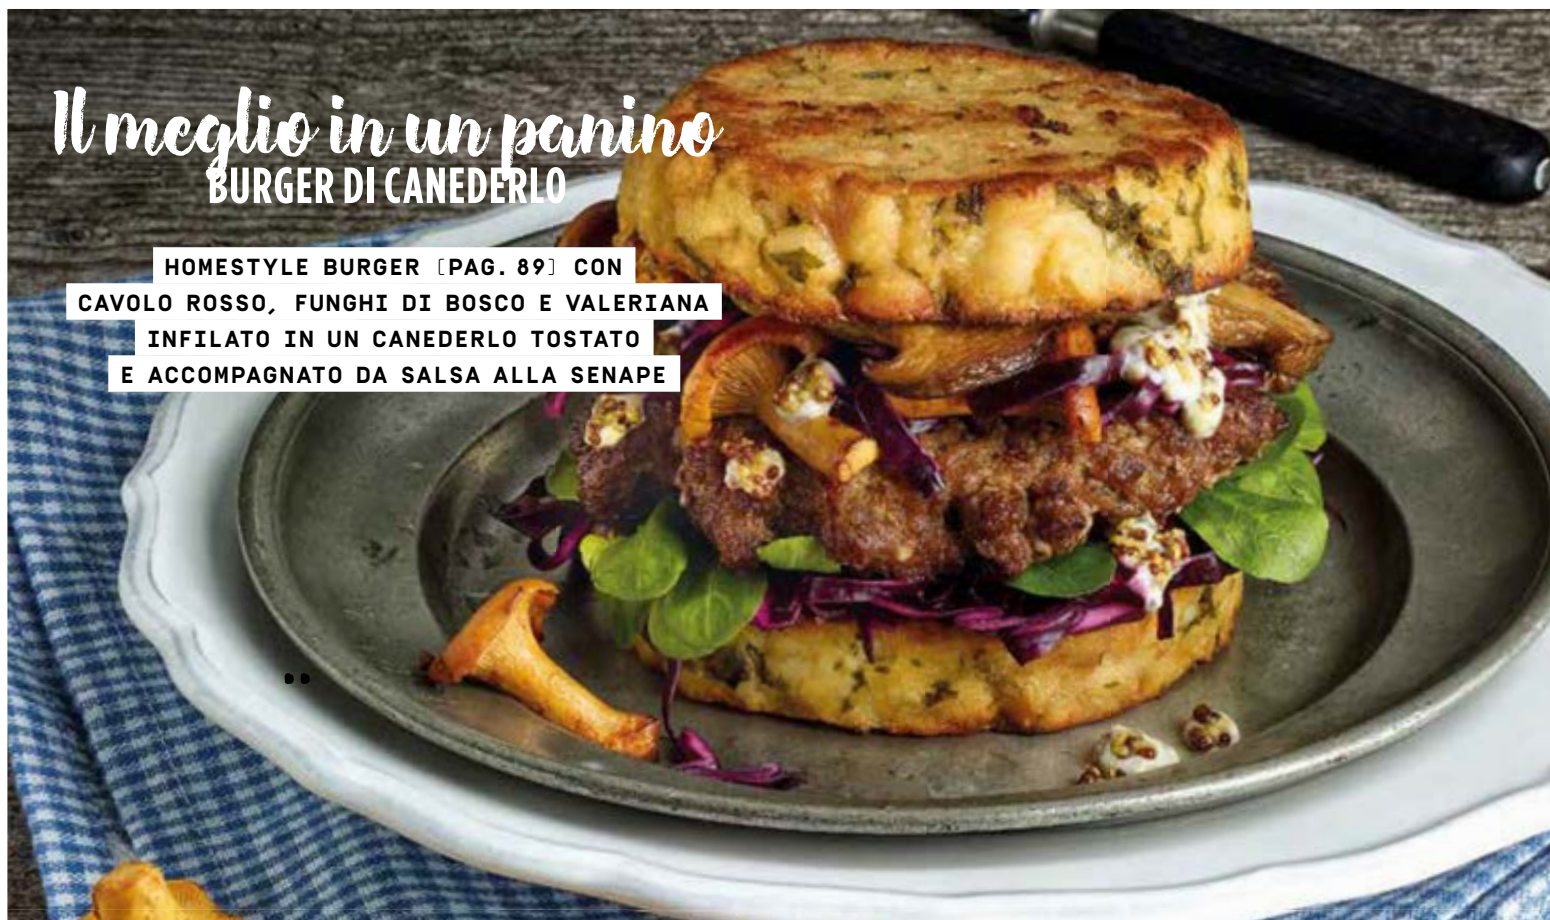 Il meglio in un panino
BURGER DI CANEDERLO
HOMESTYLE BURGER [PAG. 89] CON
CAVOLO ROSSO, FUNGHI DI BOSCO E VALERIANA
INFILATO IN UN CANEDERLO TOSTATO
E ACCOMPAGNATO DA SALSA ALLA SENAPE